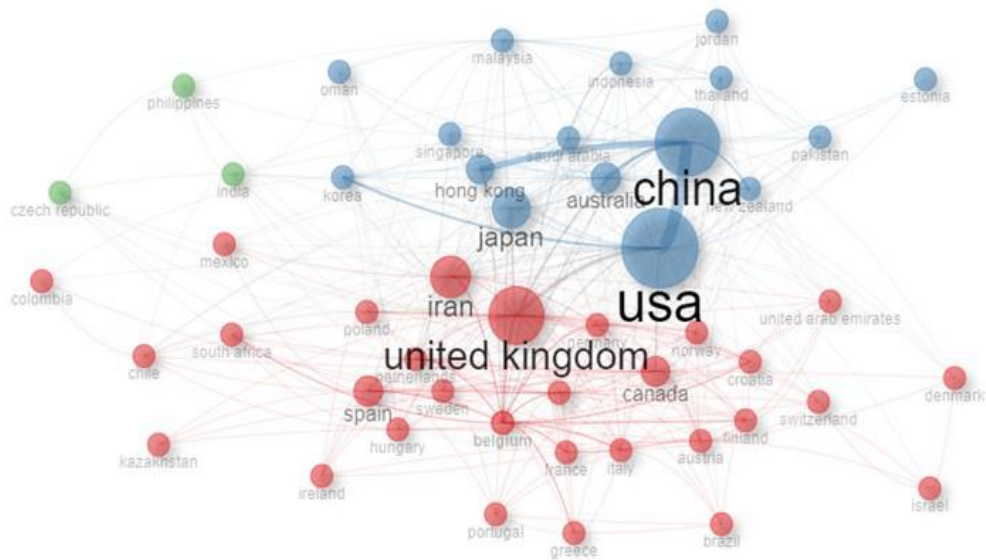 jordan
malaysia
indonesia
oman
thailand
estonia
philippines
singapore
saudi arabia
pakistan
india
korea
hong kong
australia
china
new zealand
czech republic
japan
mexico
colombia
iran
usa
united arab emirates
poland
germany
norway
south africa
united kingdom
chile
netherlands
croatia
spain
sweden
canada
denmark
switzerland
hungary
belgium
finland
kazakhstan
france
italy
austria
ireland
israel
portugal
greece
brazil